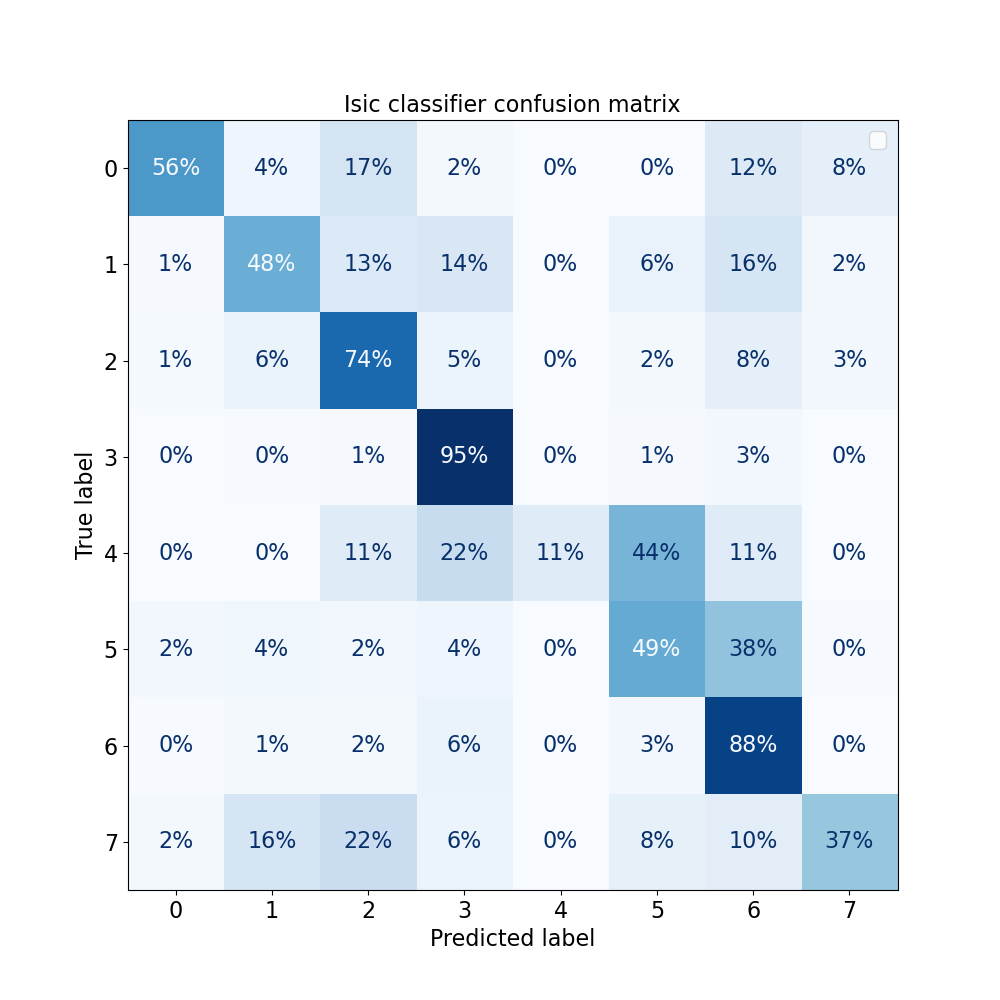 Isic classifier confusion matrix
0 56% 4% 17% 2% 0% 0% 12% 8%
1 1% 48% 13% 14% 0% 6% 16% 2%
2 1% 6% 74% 5% 0% 2% 8% 3%
3 0% 0% 1% 95% 0% 1% 3% 0%
True label
4 0% 0% 11% 22% 11% 44% 11% 0%
5 2% 4% 2% 4% 0% 49% 38% 0%
6 0% 1% 2% 6% 0% 3% 88% 0%
7 2% 16% 22% 6% 0% 8% 10% 37%
0 1 2 3 4 5 6 7
Predicted label